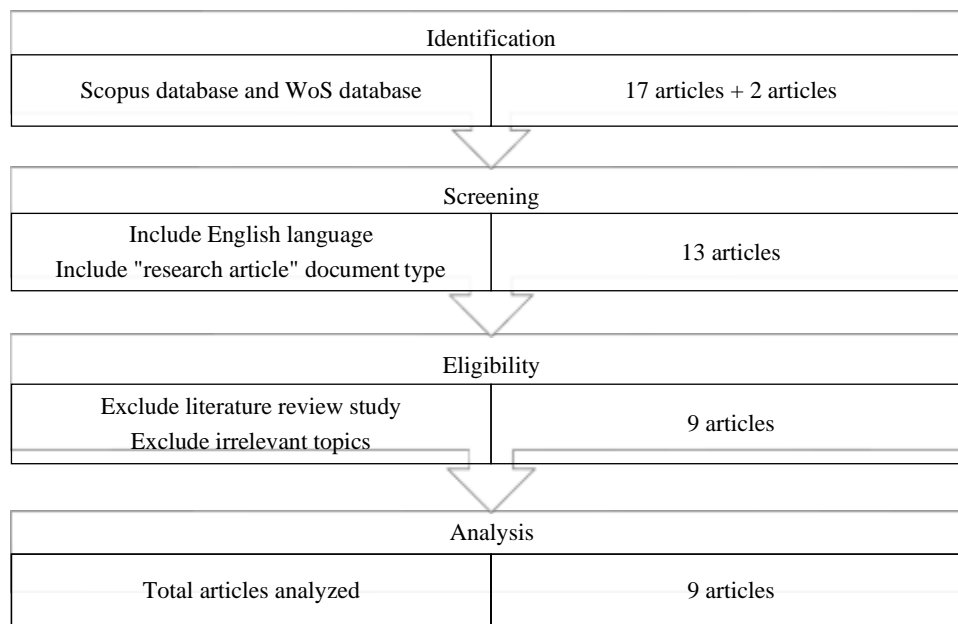 Identification
Scopus database and WoS database
17 articles + 2 articles
Screening
Include English language
Include "research article" document type
13 articles
Eligibility
Exclude literature review study
Exclude irrelevant topics
9 articles
Analysis
Total articles analyzed
9 articles